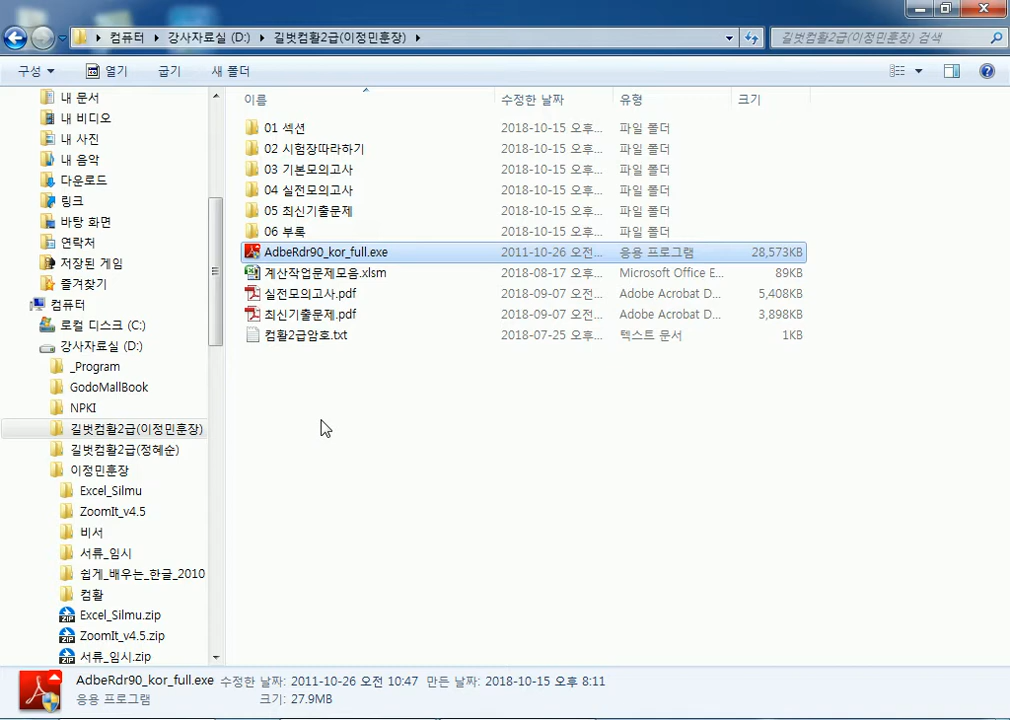 컴퓨터 ▸ 강사자료실 (D:) ▸ 길벗컴활2급(이정민훈장) ▸
길벗컴활2급(이정민훈장) 검색
구성 열기 굽기 새 폴더
이름 수정한 날짜 유형 크기
내 문서
내 비디오
내 사진
내 음악
다운로드
링크
바탕 화면
연락처
저장된 게임
즐겨찾기
컴퓨터
로컬 디스크 (C:)
강사자료실 (D:)
_Program
GodoMallBook
NPKI
길벗컴활2급(이정민훈장)
길벗컴활2급(정혜순)
이정민훈장
Excel_Silmu
ZoomIt_v4.5
비서
서류_임시
쉽게_배우는_한글_2010
컴활
Excel_Silmu.zip
ZoomIt_v4.5.zip
서류_임시.zip
01 섹션 2018-10-15 오후... 파일 폴더
02 시험장따라하기 2018-10-15 오후... 파일 폴더
03 기본모의고사 2018-10-15 오후... 파일 폴더
04 실전모의고사 2018-10-15 오후... 파일 폴더
05 최신기출문제 2018-10-15 오후... 파일 폴더
06 부록 2018-10-15 오후... 파일 폴더
AdbeRdr90_kor_full.exe 2011-10-26 오전... 응용 프로그램 28,573KB
계산작업문제모음.xlsm 2018-08-17 오후... Microsoft Office E... 89KB
실전모의고사.pdf 2018-09-07 오후... Adobe Acrobat D... 5,408KB
최신기출문제.pdf 2018-09-07 오후... Adobe Acrobat D... 3,898KB
컴활2급암호.txt 2018-07-25 오후... 텍스트 문서 1KB
AdbeRdr90_kor_full.exe 수정한 날짜: 2011-10-26 오전 10:47 만든 날짜: 2018-10-15 오후 8:11
응용 프로그램 크기: 27.9MB